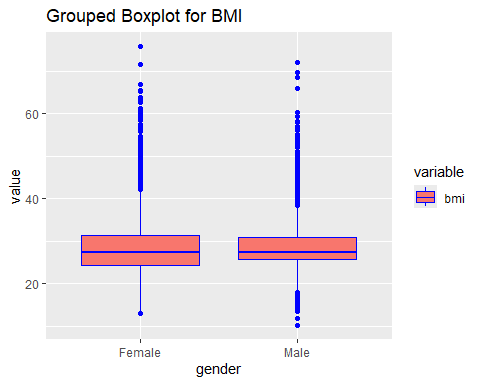 Grouped Boxplot for BMI
value
60
40
20
Female
Male
gender
variable
bmi